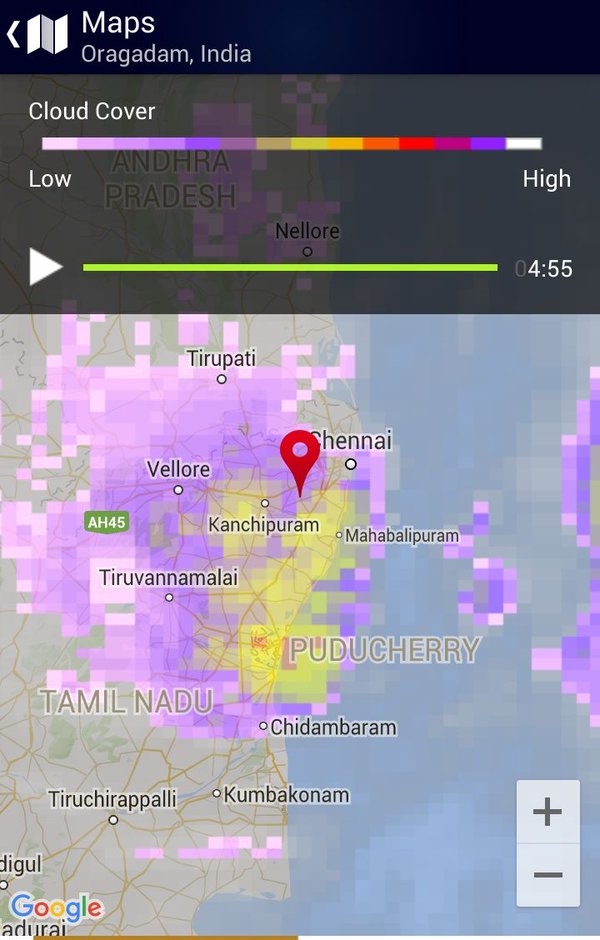 Maps
Oragadam, India
Cloud Cover
ANDHRA
PRADESH
Low
High
Nellore
04:55
Tirupati
Chennai
Vellore
Kanchipuram
AH45
Mahabalipuram
Tiruvannamalai
PUDUCHERRY
TAMIL NADU
Chidambaram
Tiruchirappalli
Kumbakonam
digul
Google
adurai
+
−